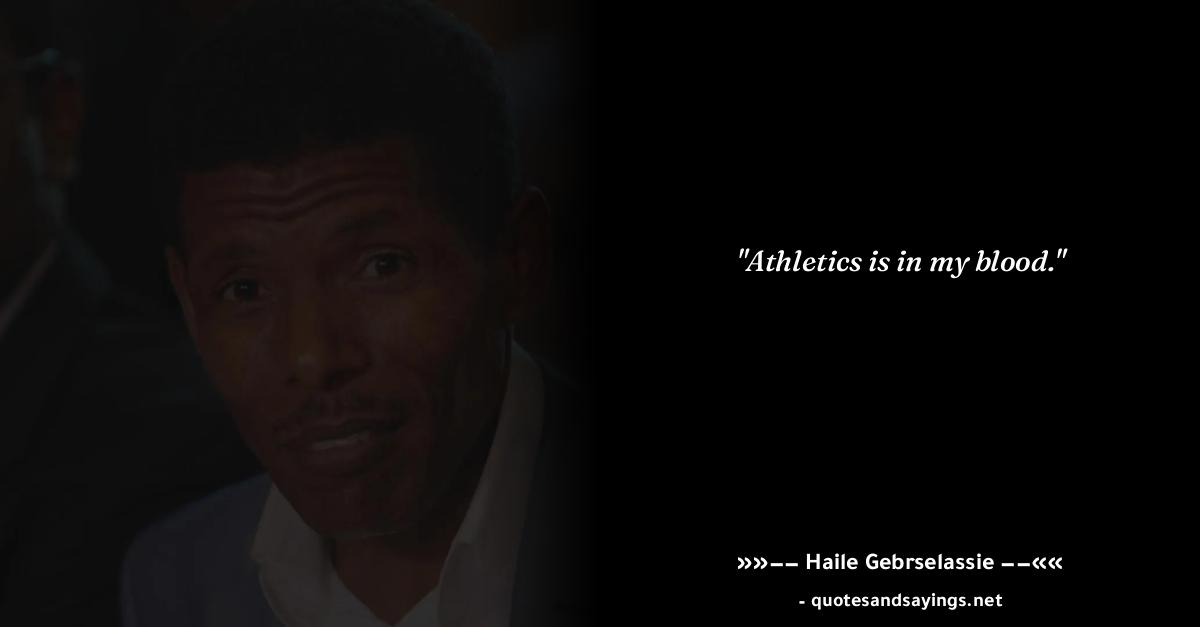 "Athletics is in my blood."
»»–– Haile Gebrselassie ––««
- quotesandsayings.net